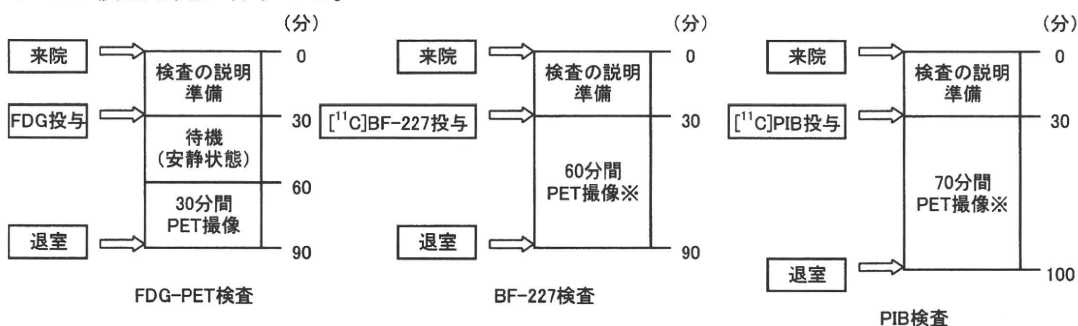 (分)
来院
0
検査の説明
準備
FDG投与
30
待機
(安静状態)
60
30分間
PET撮像
退室
90
FDG-PET検査
(分)
来院
0
検査の説明
準備
[¹¹C]BF-227投与
30
60分間
PET撮像※
退室
90
BF-227検査
(分)
来院
0
検査の説明
準備
[¹¹C]PIB投与
30
70分間
PET撮像※
退室
100
PIB検査